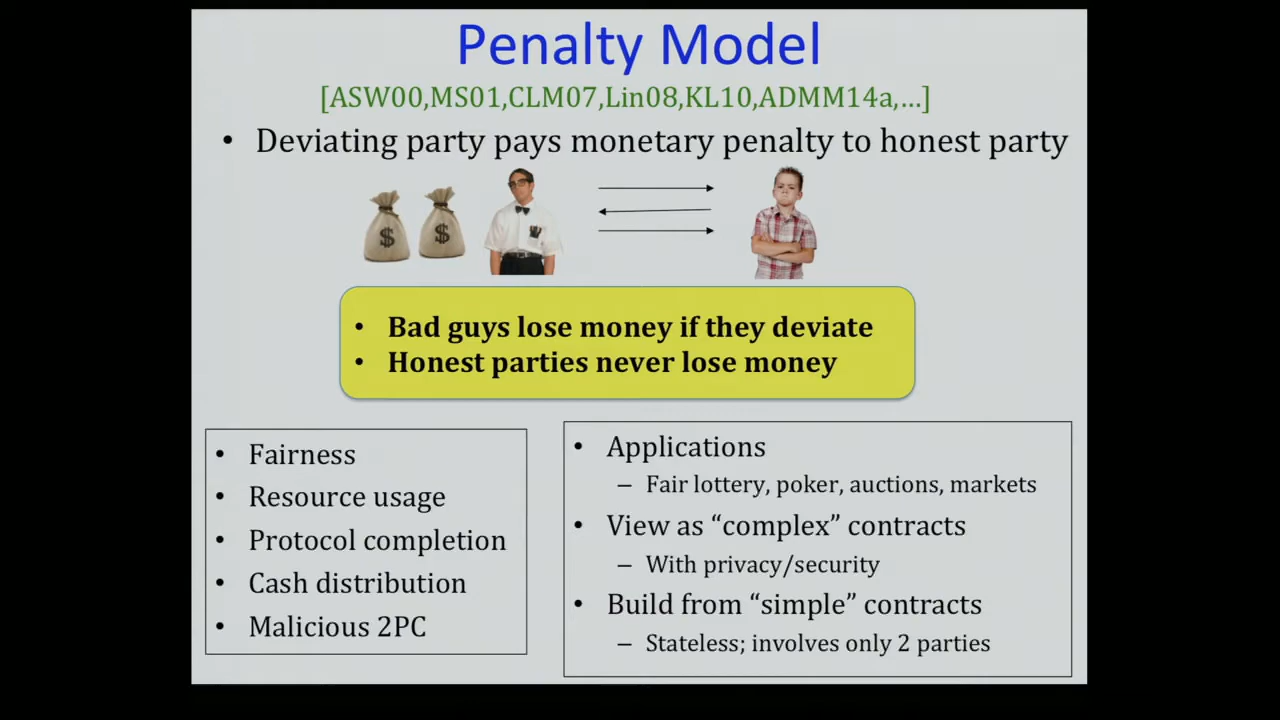 Penalty Model
[ASW00,MS01,CLM07,Lin08,KL10,ADMM14a,…]
• Deviating party pays monetary penalty to honest party
$ $
• Bad guys lose money if they deviate
• Honest parties never lose money
• Fairness
• Resource usage
• Protocol completion
• Cash distribution
• Malicious 2PC
• Applications
– Fair lottery, poker, auctions, markets
• View as “complex” contracts
– With privacy/security
• Build from “simple” contracts
– Stateless; involves only 2 parties